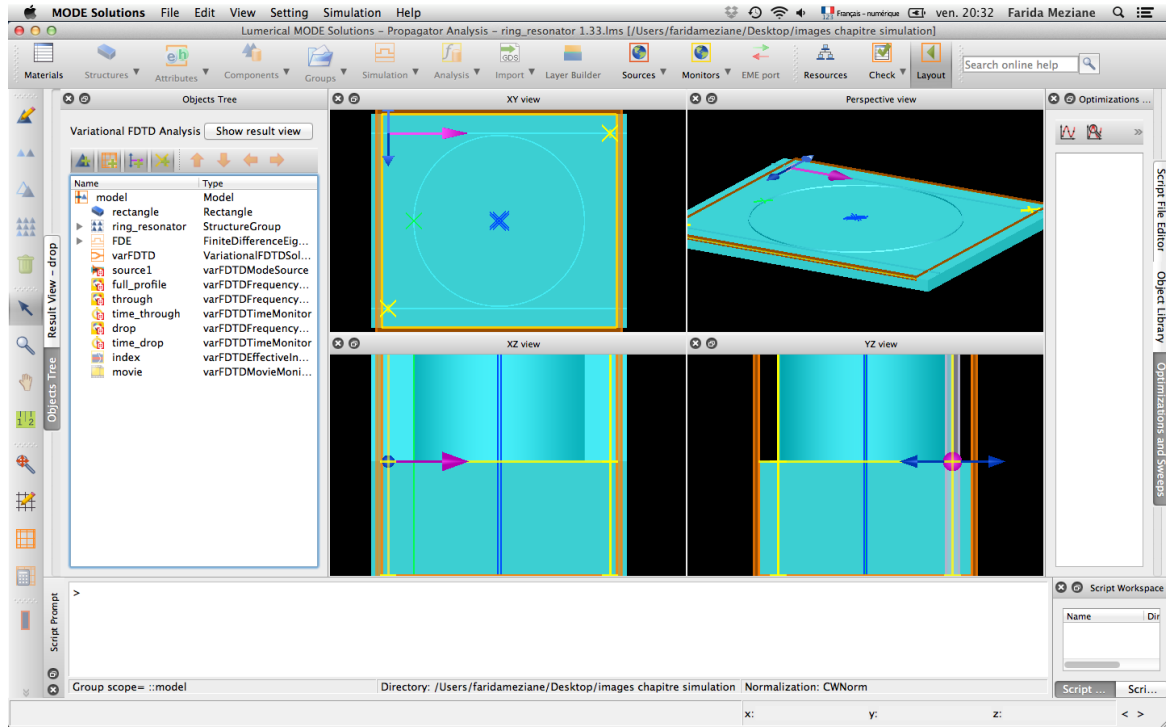 MODE Solutions File Edit View Setting Simulation Help Français - numérique ven. 20:32 Farida Meziane
Lumerical MODE Solutions - Propagator Analysis - ring_resonator 1.33.lms [/Users/faridameziane/Desktop/images chapitre simulation]
GDS
Materials Structures Attributes Components Groups Simulation Analysis Import Layer Builder Sources Monitors EME port Resources Check Layout Search online help
Objects Tree XY view Perspective view Optimizations ...
Variational FDTD Analysis Show result view
»
Name Type
model Model
rectangle Rectangle
ring_resonator StructureGroup
FDE FiniteDifferenceEig...
varFDTD VariationalFDTDSol...
source1 varFDTDModeSource
full_profile varFDTDFrequency...
through varFDTDFrequency...
time_through varFDTDTimeMonitor
drop varFDTDFrequency...
time_drop varFDTDTimeMonitor
index varFDTDEffectiveIn...
movie varFDTDMovieMoni...
XZ view YZ view
Result View - drop
Objects Tree
Script File Editor
Object Library
Optimizations and Sweeps
Script Prompt
>
Script Workspace
Name Dir
Group scope= ::model Directory: /Users/faridameziane/Desktop/images chapitre simulation Normalization: CWNorm
Script ... Scri...
x: y: z: < >